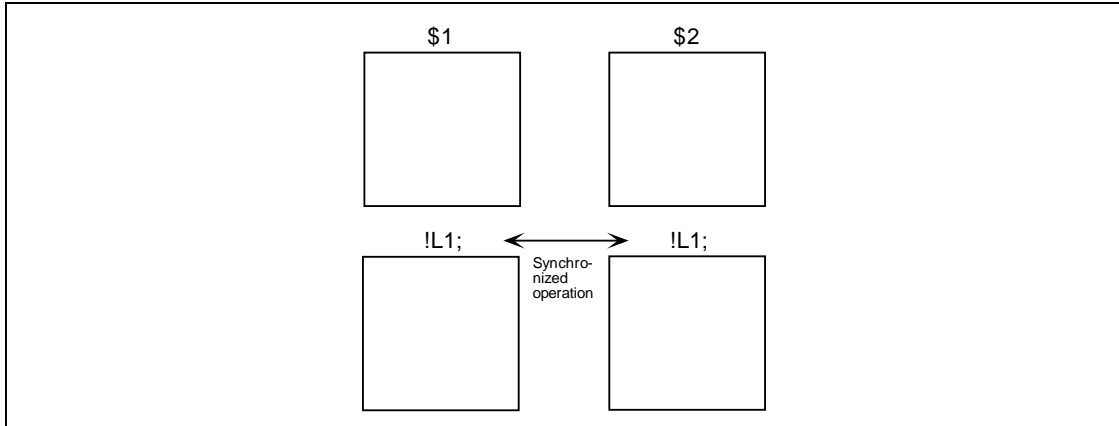 $1 $2
!L1; !L1;
Synchro-
nized
operation